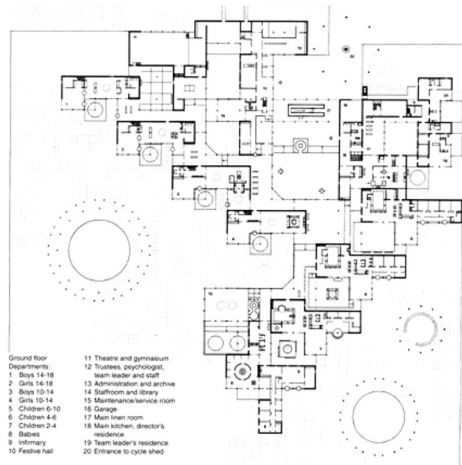 Ground floor
Departments:
1 Boys 14-18
2 Girls 14-18
3 Boys 10-14
4 Girls 10-14
5 Children 6-10
6 Children 4-6
7 Children 2-4
8 Babies
9 Infirmary
10 Festive hall
11 Theatre and gymnasium
12 Trustees, psychologist,
team leader and staff
13 Administration and archive
14 Staffroom and library
15 Maintenance/service room
16 Garage
17 Main linen room
18 Main kitchen, director's
residence
19 Team leader's residence
20 Entrance to cycle shed